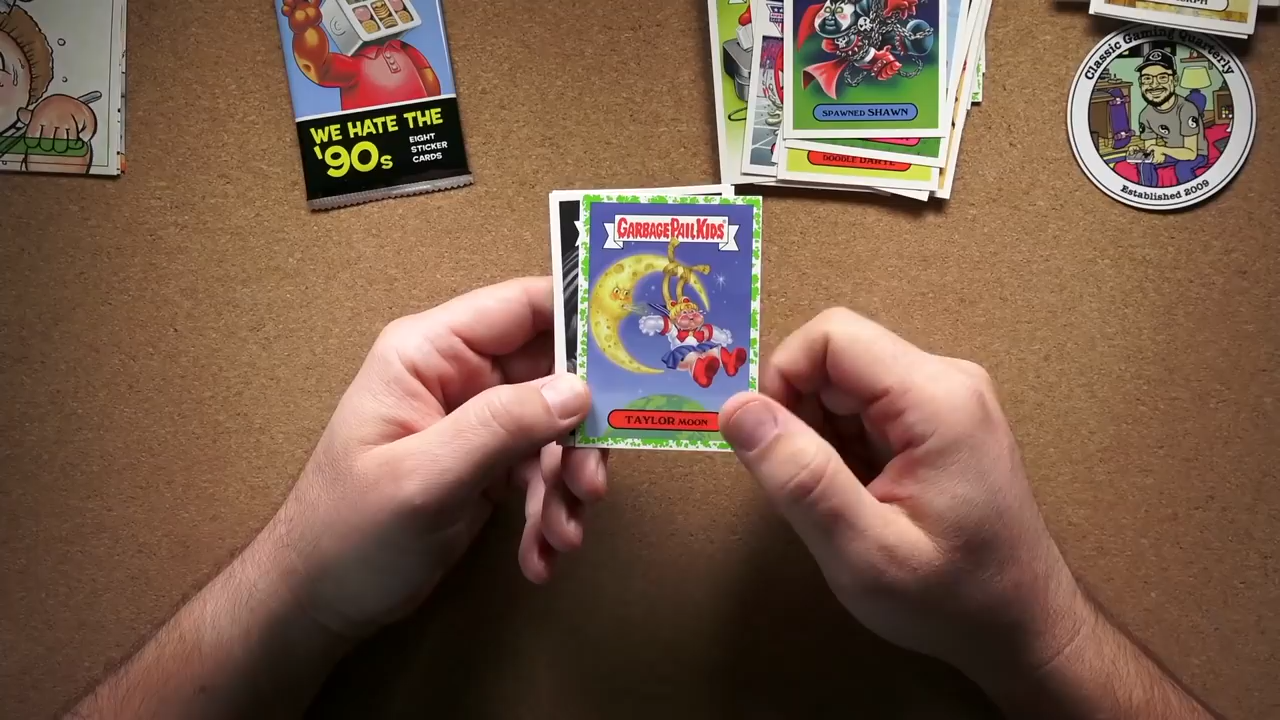 WE HATE THE
'90s
EIGHT
STICKER
CARDS
SPAWNED SHAWN
DOODLE DANTE
Classic Gaming Quarterly
Established 2009
GARBAGE PAIL KIDS
TAYLOR MOON